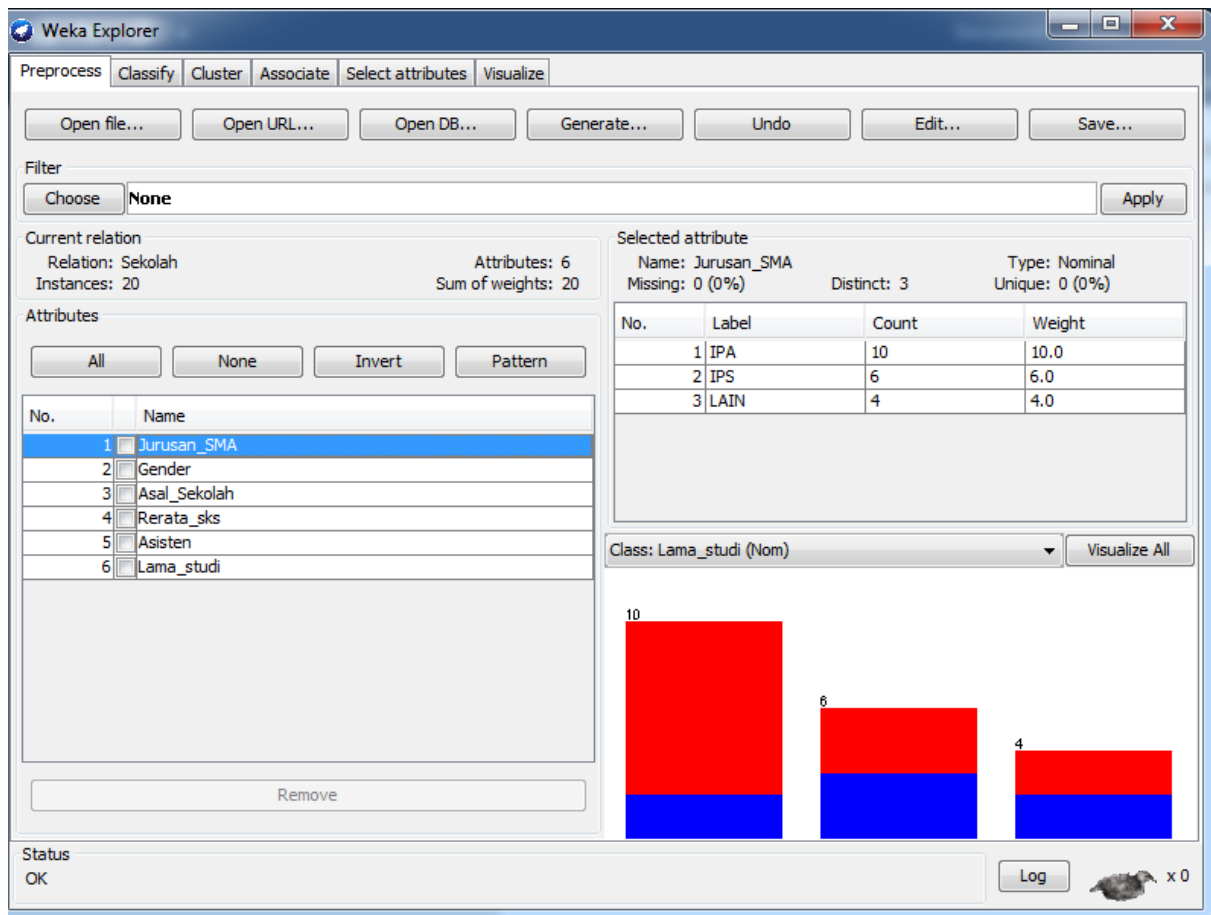 Weka Explorer
Preprocess Classify Cluster Associate Select attributes Visualize
Open file... Open URL... Open DB... Generate... Undo Edit... Save...
Filter
Choose None Apply
Current relation
Relation: Sekolah Attributes: 6
Instances: 20 Sum of weights: 20
Attributes
All None Invert Pattern
No. Name
1 Jurusan_SMA
2 Gender
3 Asal_Sekolah
4 Rerata_sks
5 Asisten
6 Lama_studi
Remove
Selected attribute
Name: Jurusan_SMA Type: Nominal
Missing: 0 (0%) Distinct: 3 Unique: 0 (0%)
No. Label Count Weight
1 IPA 10 10.0
2 IPS 6 6.0
3 LAIN 4 4.0
Class: Lama_studi (Nom) Visualize All
10
6
4
Status
OK Log x 0